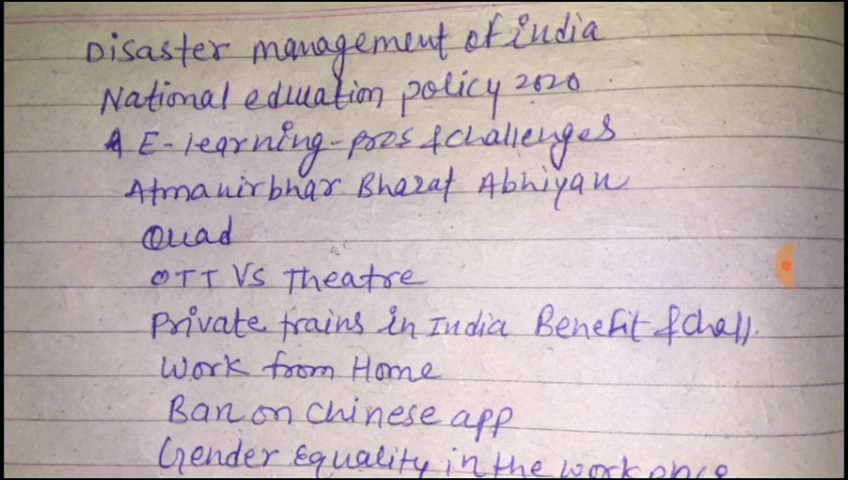 Disaster management of india
National education policy 2020
E-learning-pros & challenges
Atmanirbhar Bharat Abhiyan
Quad
OTT VS Theatre
Private trains in India Benefit & chall.
Work from Home
Ban on chinese app
Gender Equality in the work